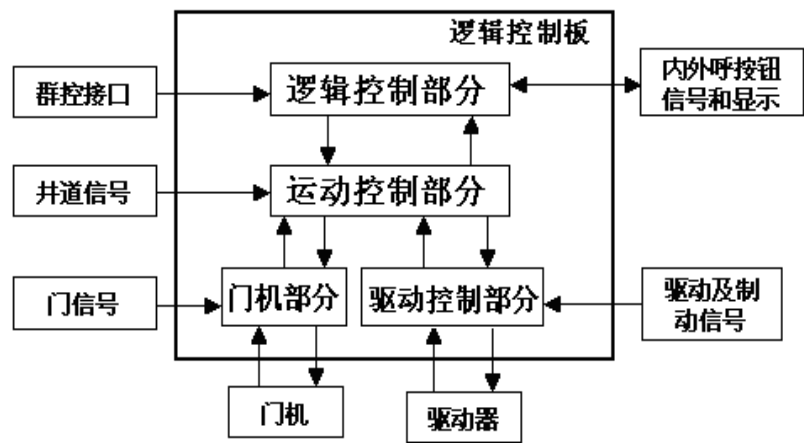 逻辑控制板
群控接口
逻辑控制部分
内外呼按钮
信号和显示
井道信号
运动控制部分
门信号
门机部分
驱动控制部分
驱动及制
动信号
门机
驱动器